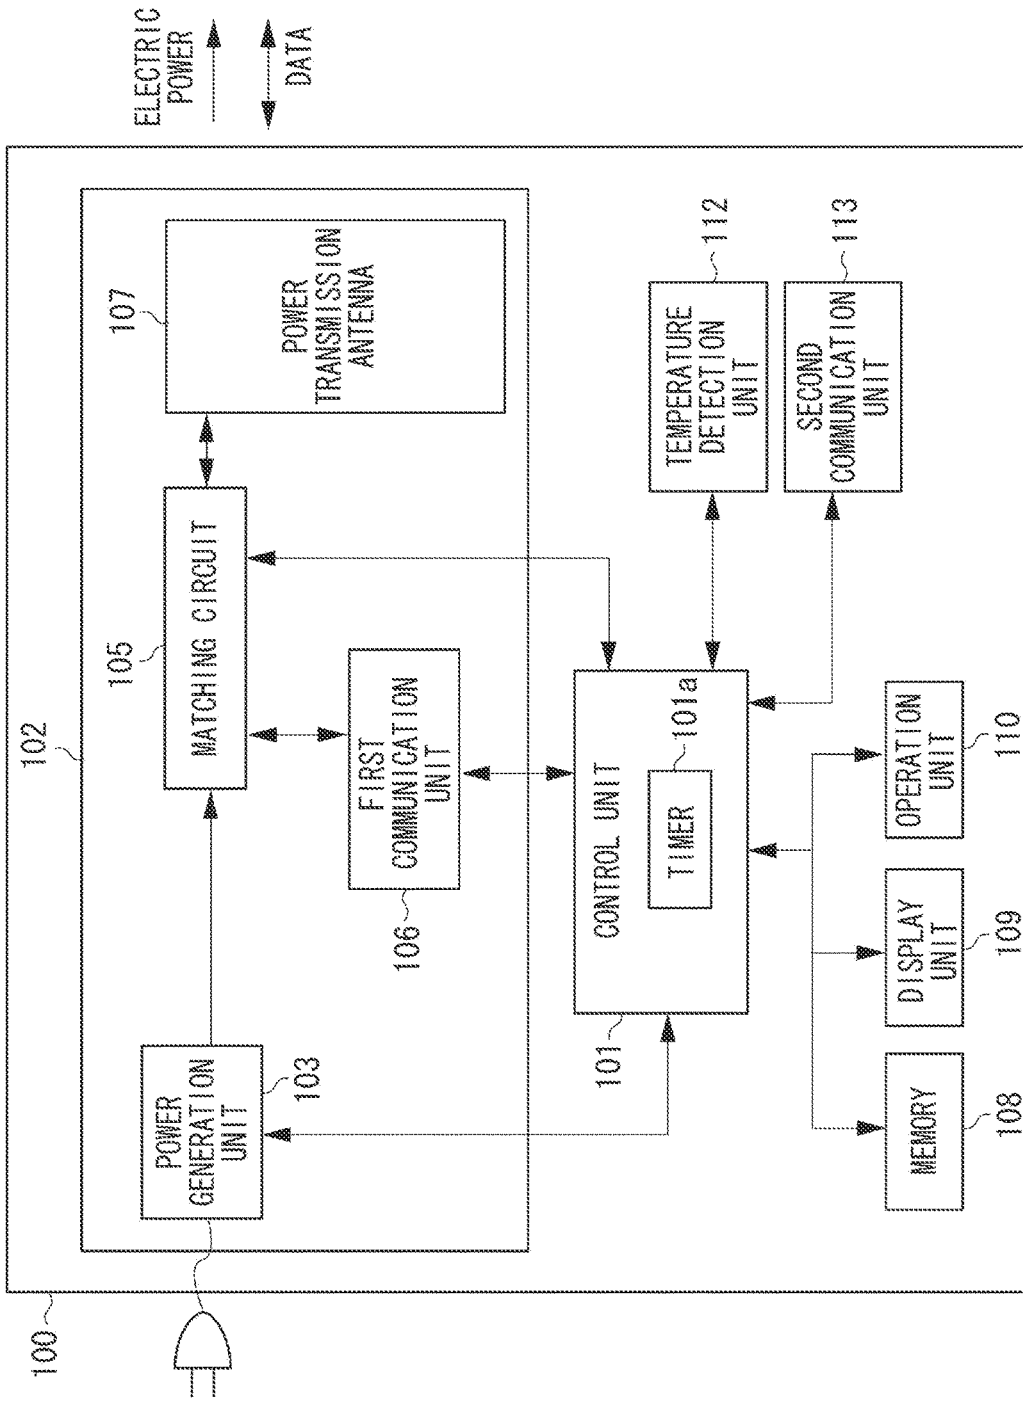 100
102
103
POWER
GENERATION
UNIT
105
MATCHING CIRCUIT
107
POWER
TRANSMISSION
ANTENNA
106
FIRST
COMMUNICATION
UNIT
101
CONTROL UNIT
TIMER
101a
TEMPERATURE
DETECTION
UNIT
112
SECOND
COMMUNICATION
UNIT
113
MEMORY
108
DISPLAY
UNIT
109
OPERATION
UNIT
110
ELECTRIC
POWER
DATA